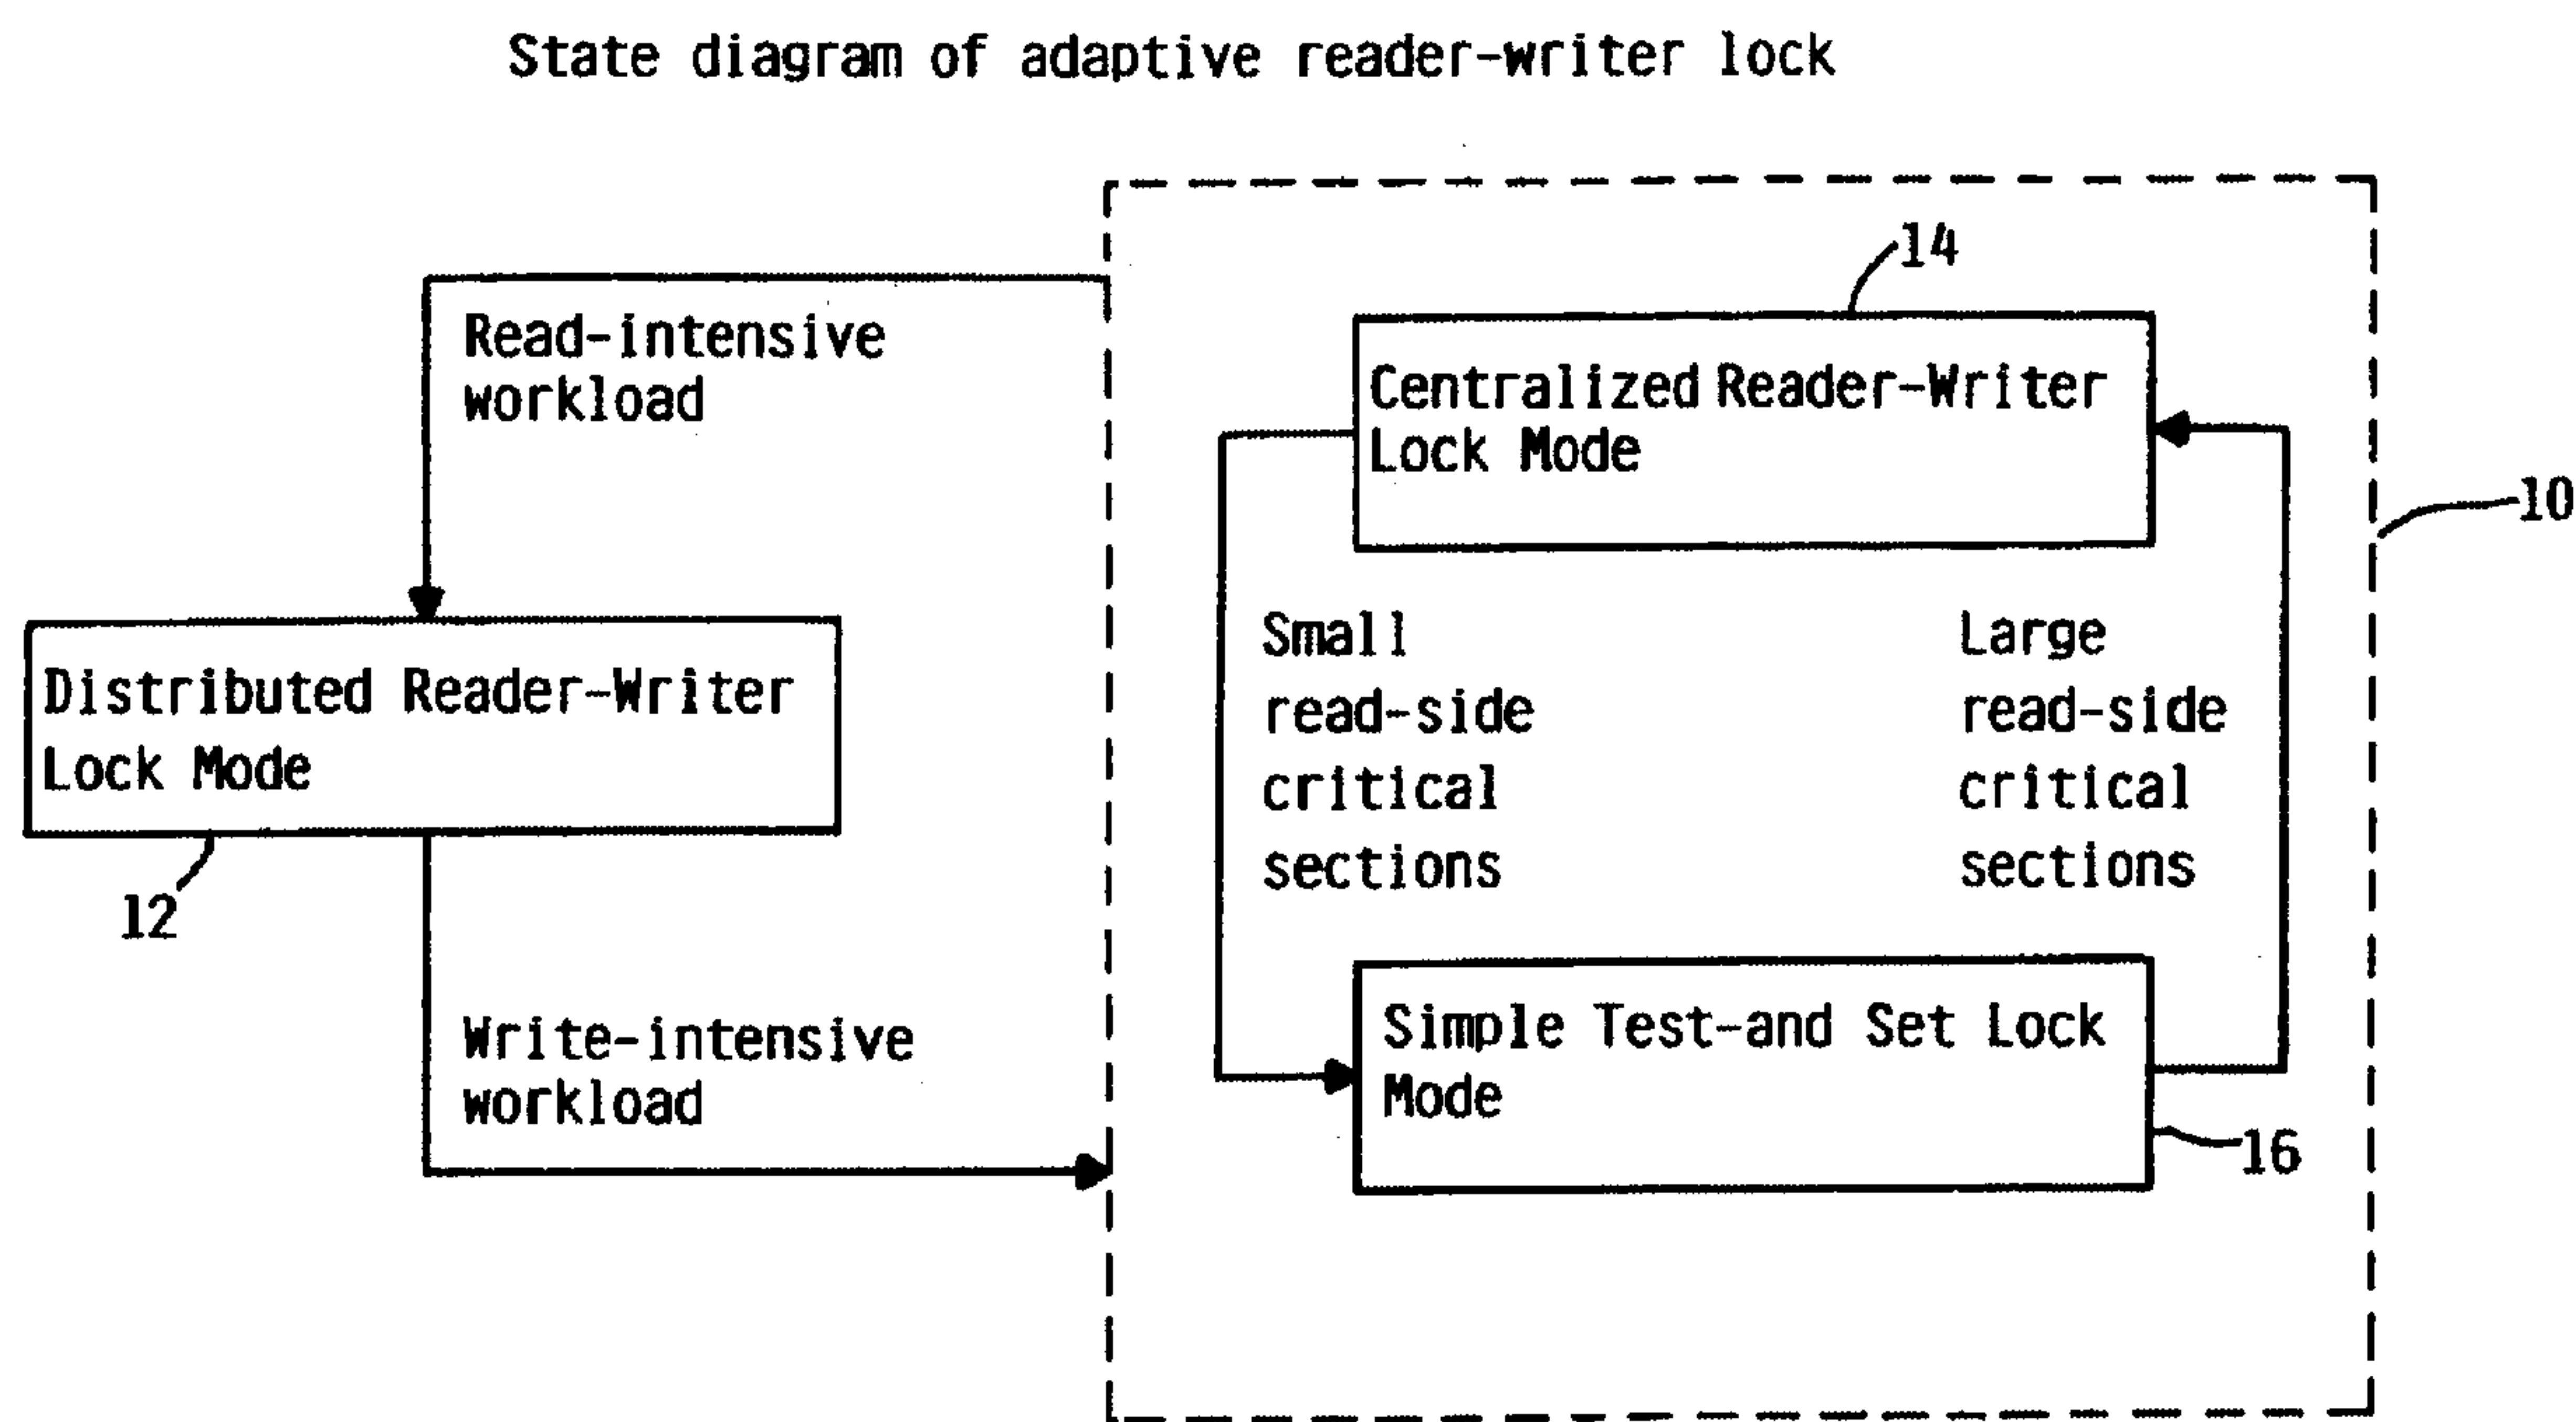 State diagram of adaptive reader-writer lock
14
Read-intensive
workload
Centralized Reader-Writer
Lock Mode
10
Small
read-side
critical
sections
Large
read-side
critical
sections
Distributed Reader-Writer
Lock Mode
12
Write-intensive
workload
Simple Test-and Set Lock
Mode
16